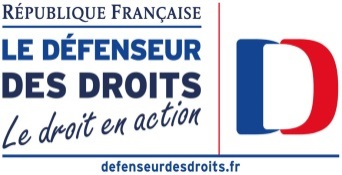 RÉPUBLIQUE FRANÇAISE
LE DÉFENSEUR
DES DROITS
Le droit en action
defenseurdesdroits.fr